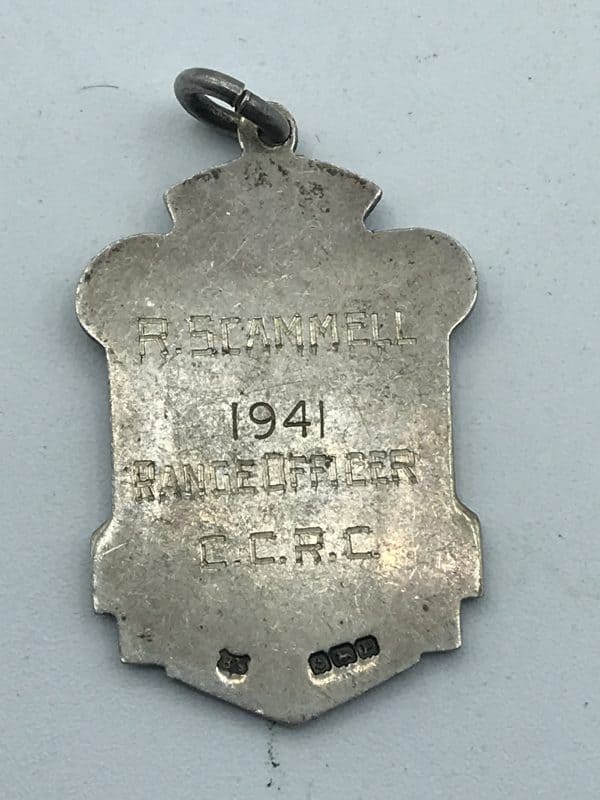 R. SCAMMELL
1941
RANGE OFFICER
C.C.R.C.